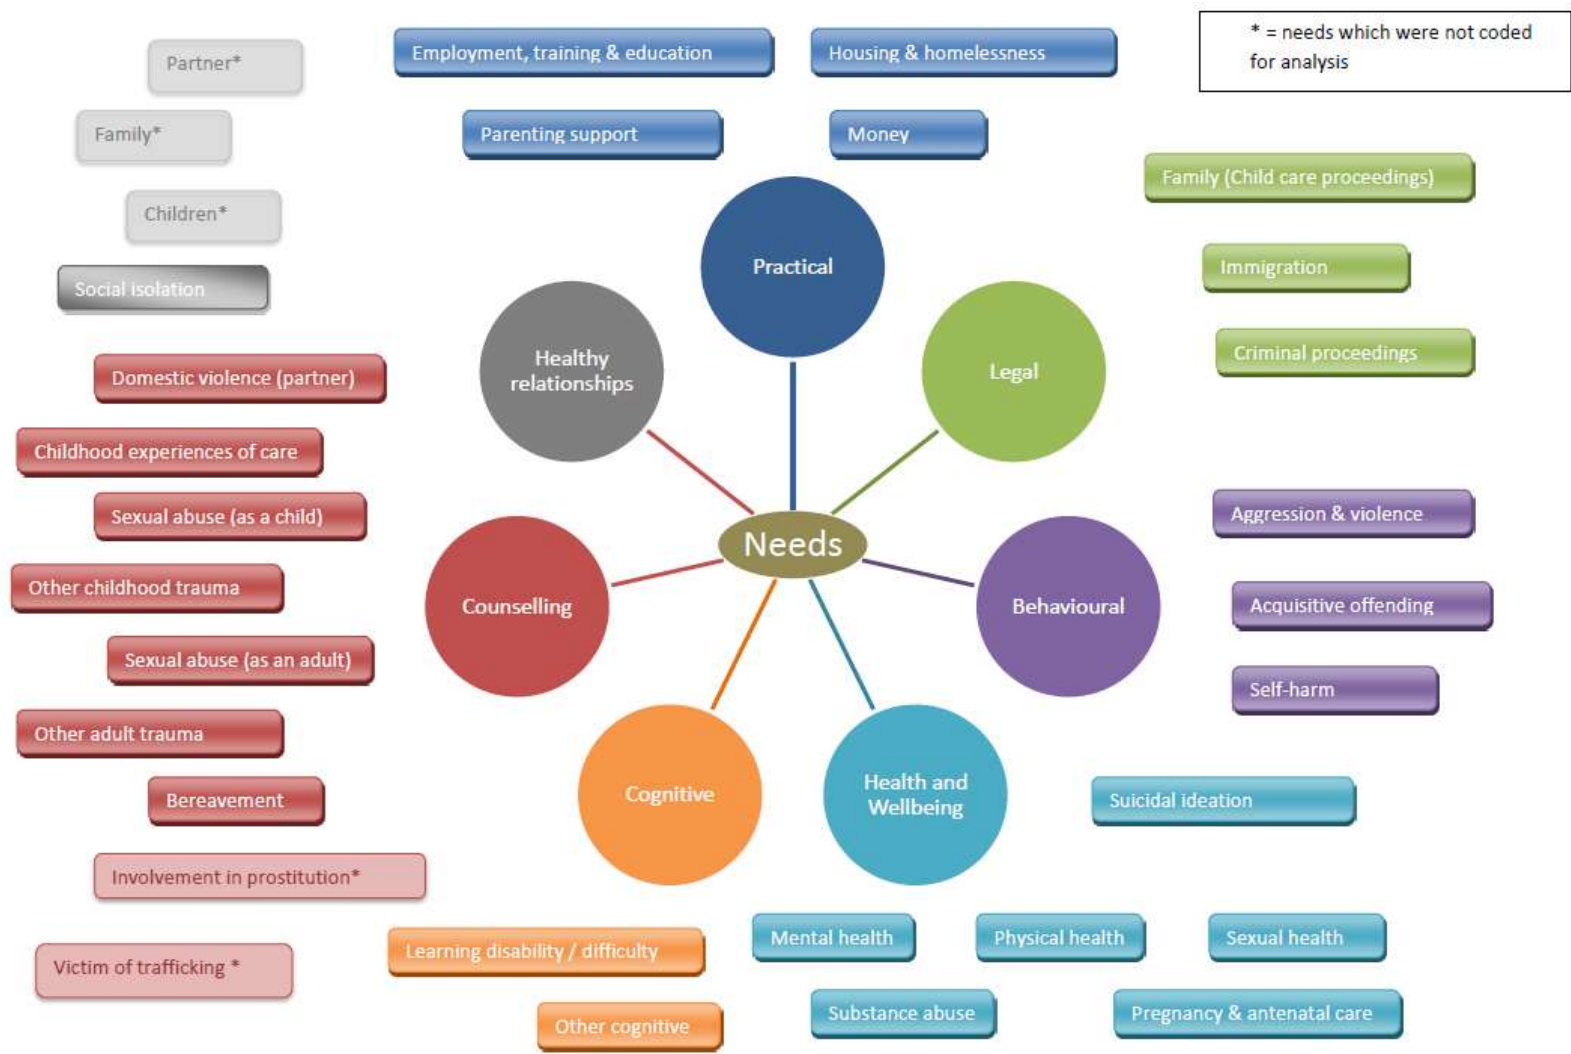 Partner*
Employment, training & education
Housing & homelessness
* = needs which were not coded
for analysis
Family*
Parenting support
Money
Family (Child care proceedings)
Children*
Practical
Immigration
Social isolation
Healthy
relationships
Legal
Criminal proceedings
Domestic violence (partner)
Childhood experiences of care
Sexual abuse (as a child)
Aggression & violence
Needs
Other childhood trauma
Counselling
Behavioural
Acquisitive offending
Sexual abuse (as an adult)
Self-harm
Other adult trauma
Bereavement
Cognitive
Health and
Wellbeing
Suicidal ideation
Involvement in prostitution*
Learning disability / difficulty
Mental health
Physical health
Sexual health
Victim of trafficking *
Other cognitive
Substance abuse
Pregnancy & antenatal care